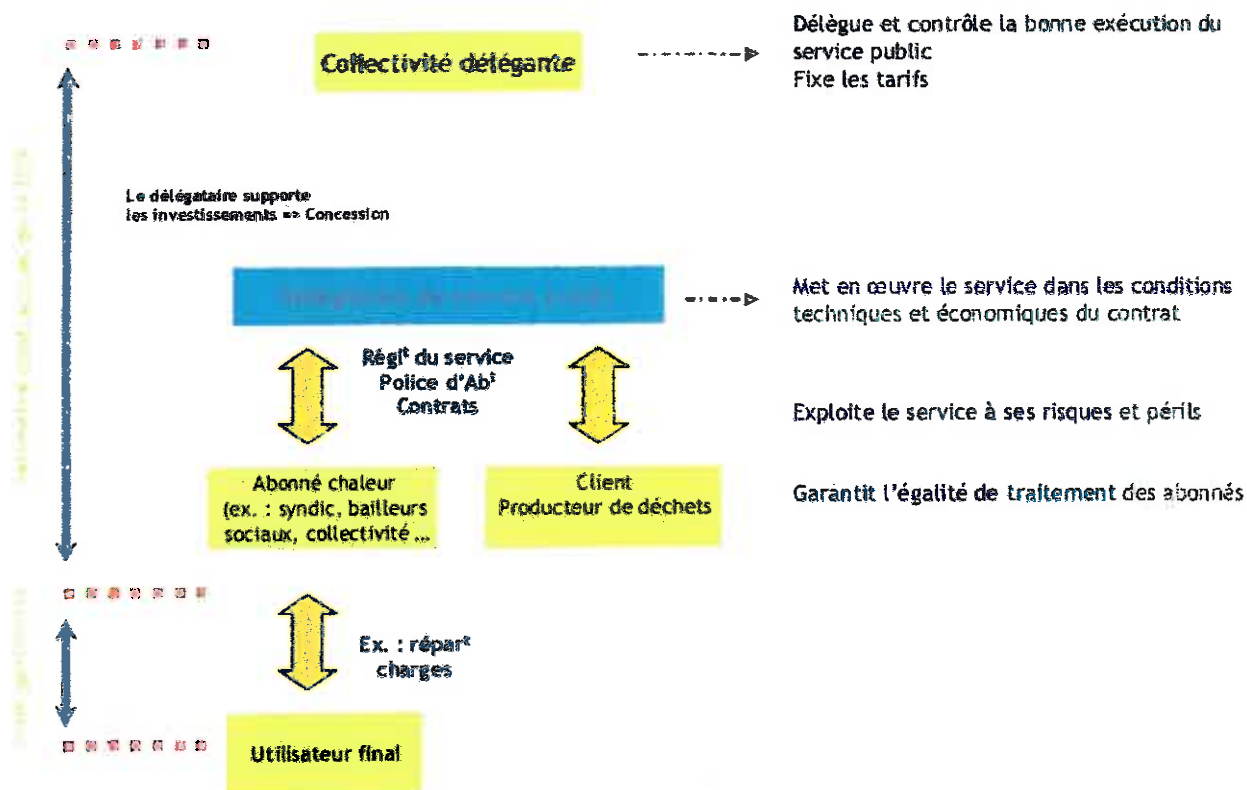 Collectivité délégante
Délègue et contrôle la bonne exécution du
service public
Fixe les tarifs
Le délégataire supporte
les investissements => Concession
Met en œuvre le service dans les conditions
techniques et économiques du contrat
Règlᵗ du service
Police d'Abᵗ
Contrats
Exploite le service à ses risques et périls
Abonné chaleur
(ex. : syndic, bailleurs
sociaux, collectivité ...
Client
Producteur de déchets
Garantit l'égalité de traitement des abonnés
Ex. : réparᵗ
charges
Utilisateur final